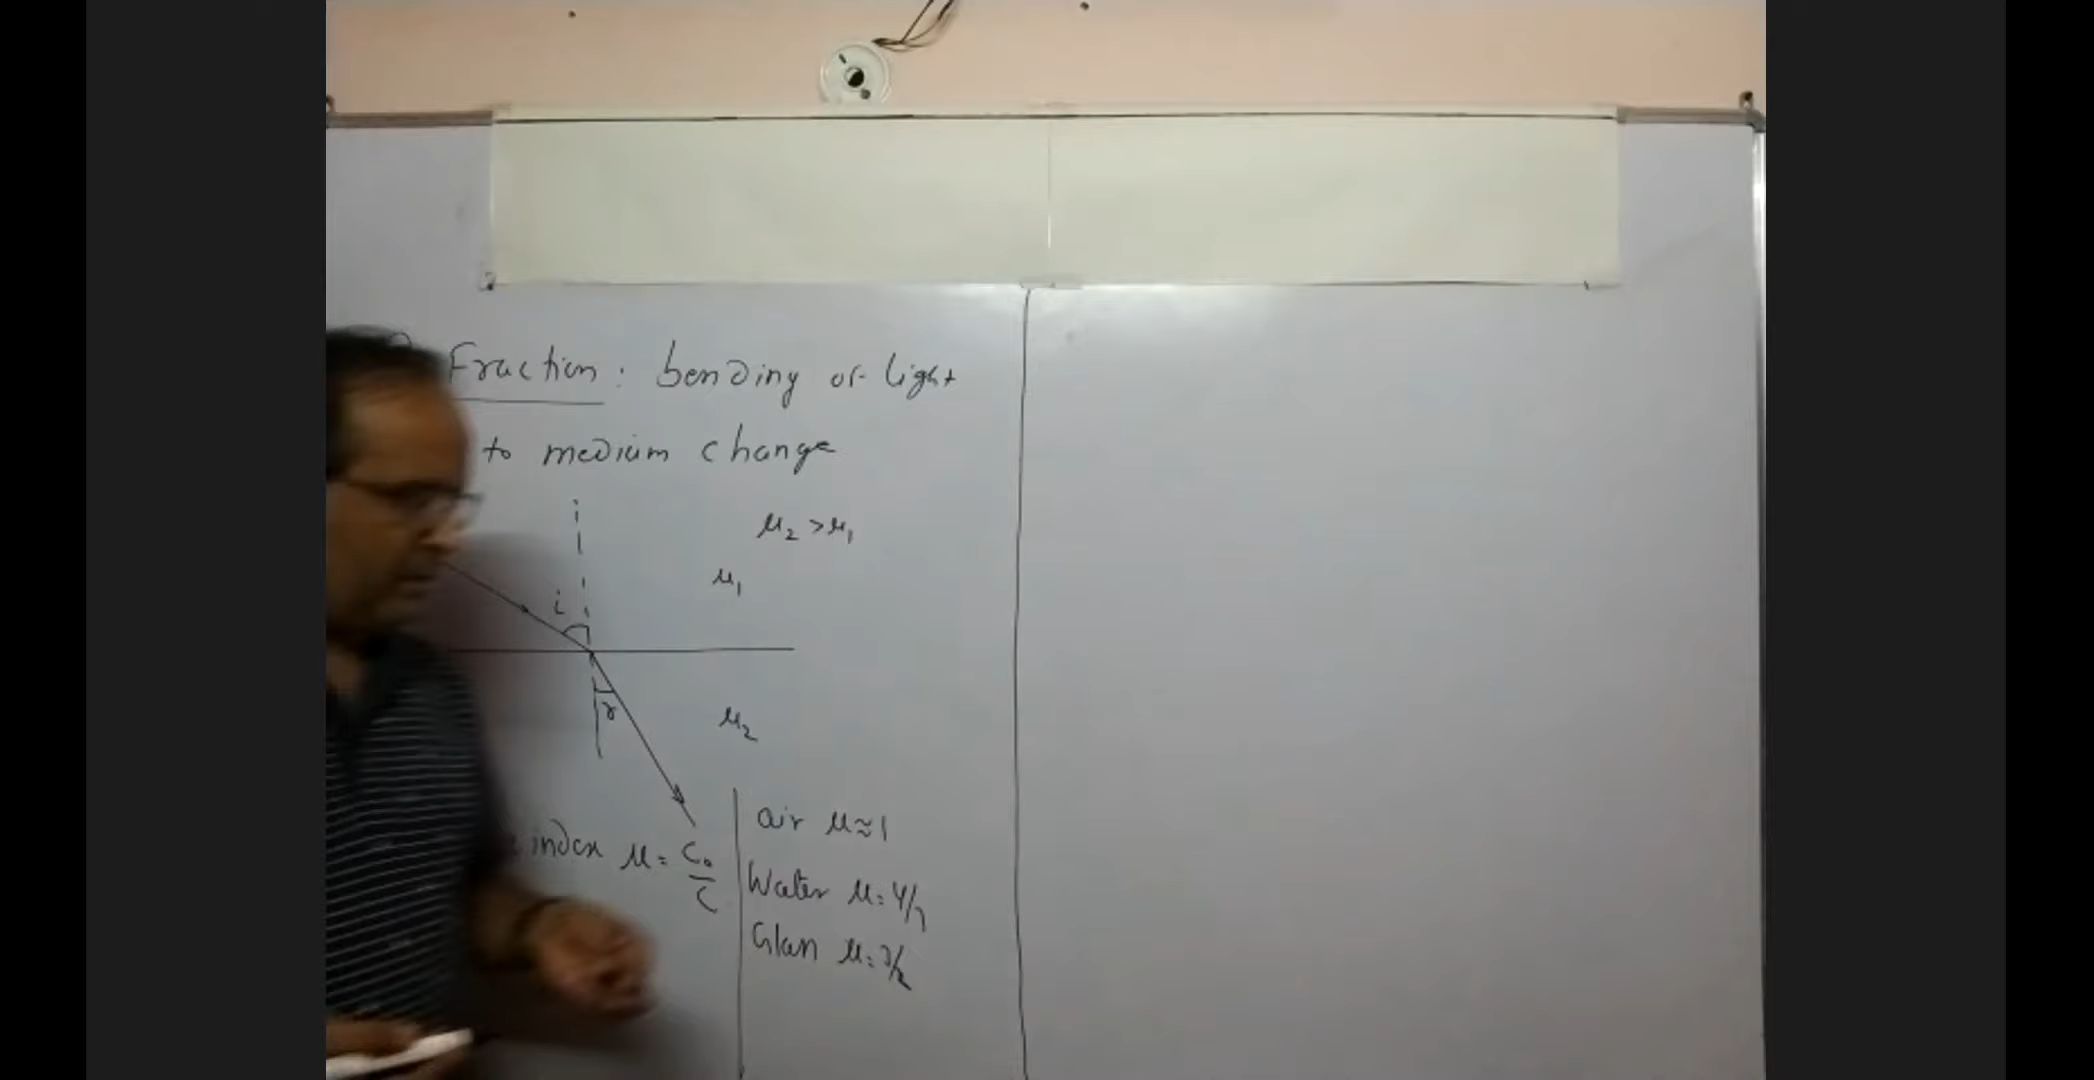 Fraction: bending of light
to medium change
μ₂ > μ₁
μ₁
i
r
μ₂
index μ = C₀/C
air μ ≈ 1
Water μ = 4/3
Glass μ = 3/2